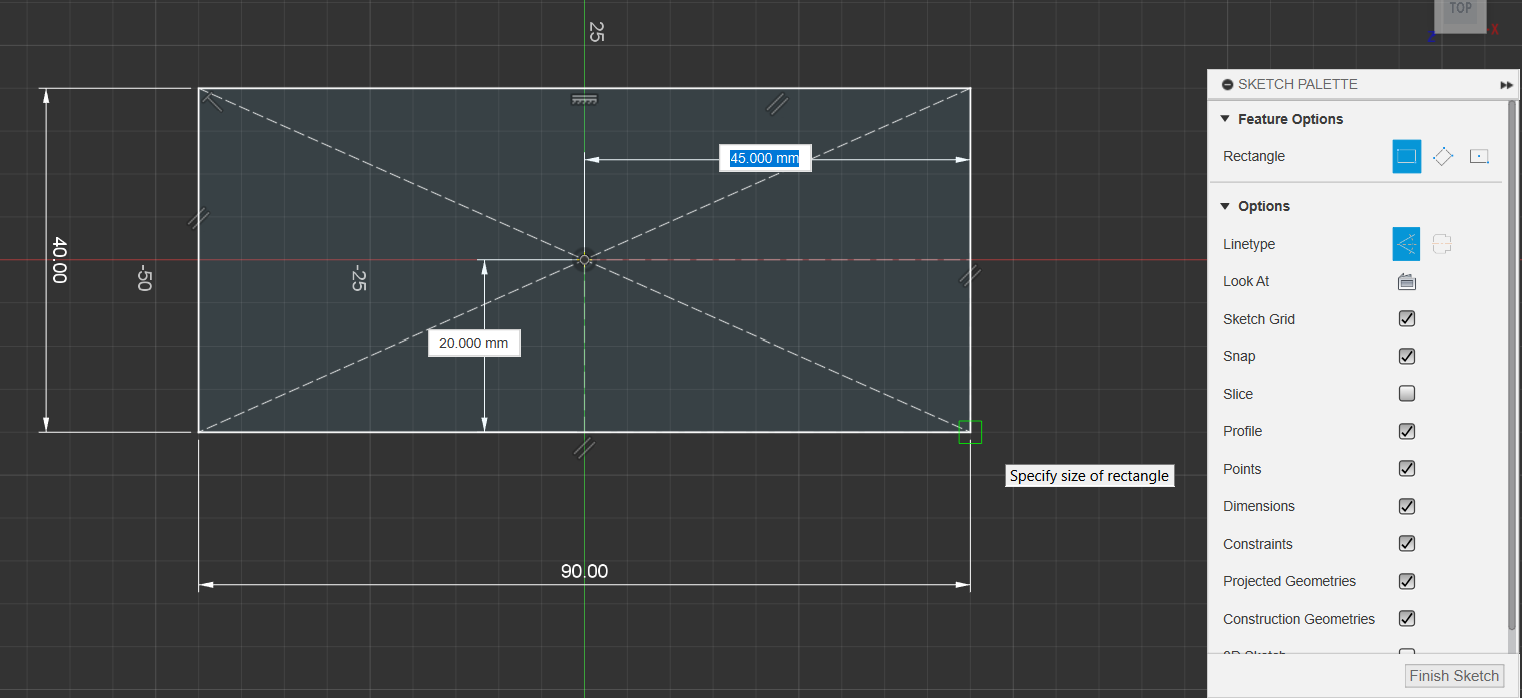 TOP
X
Z
25
SKETCH PALETTE
Feature Options
45.000 mm
Rectangle
Options
Linetype
40.00
-50
-25
Look At
Sketch Grid
20.000 mm
Snap
Slice
Profile
Points
Specify size of rectangle
Dimensions
Constraints
90.00
Projected Geometries
Construction Geometries
Finish Sketch